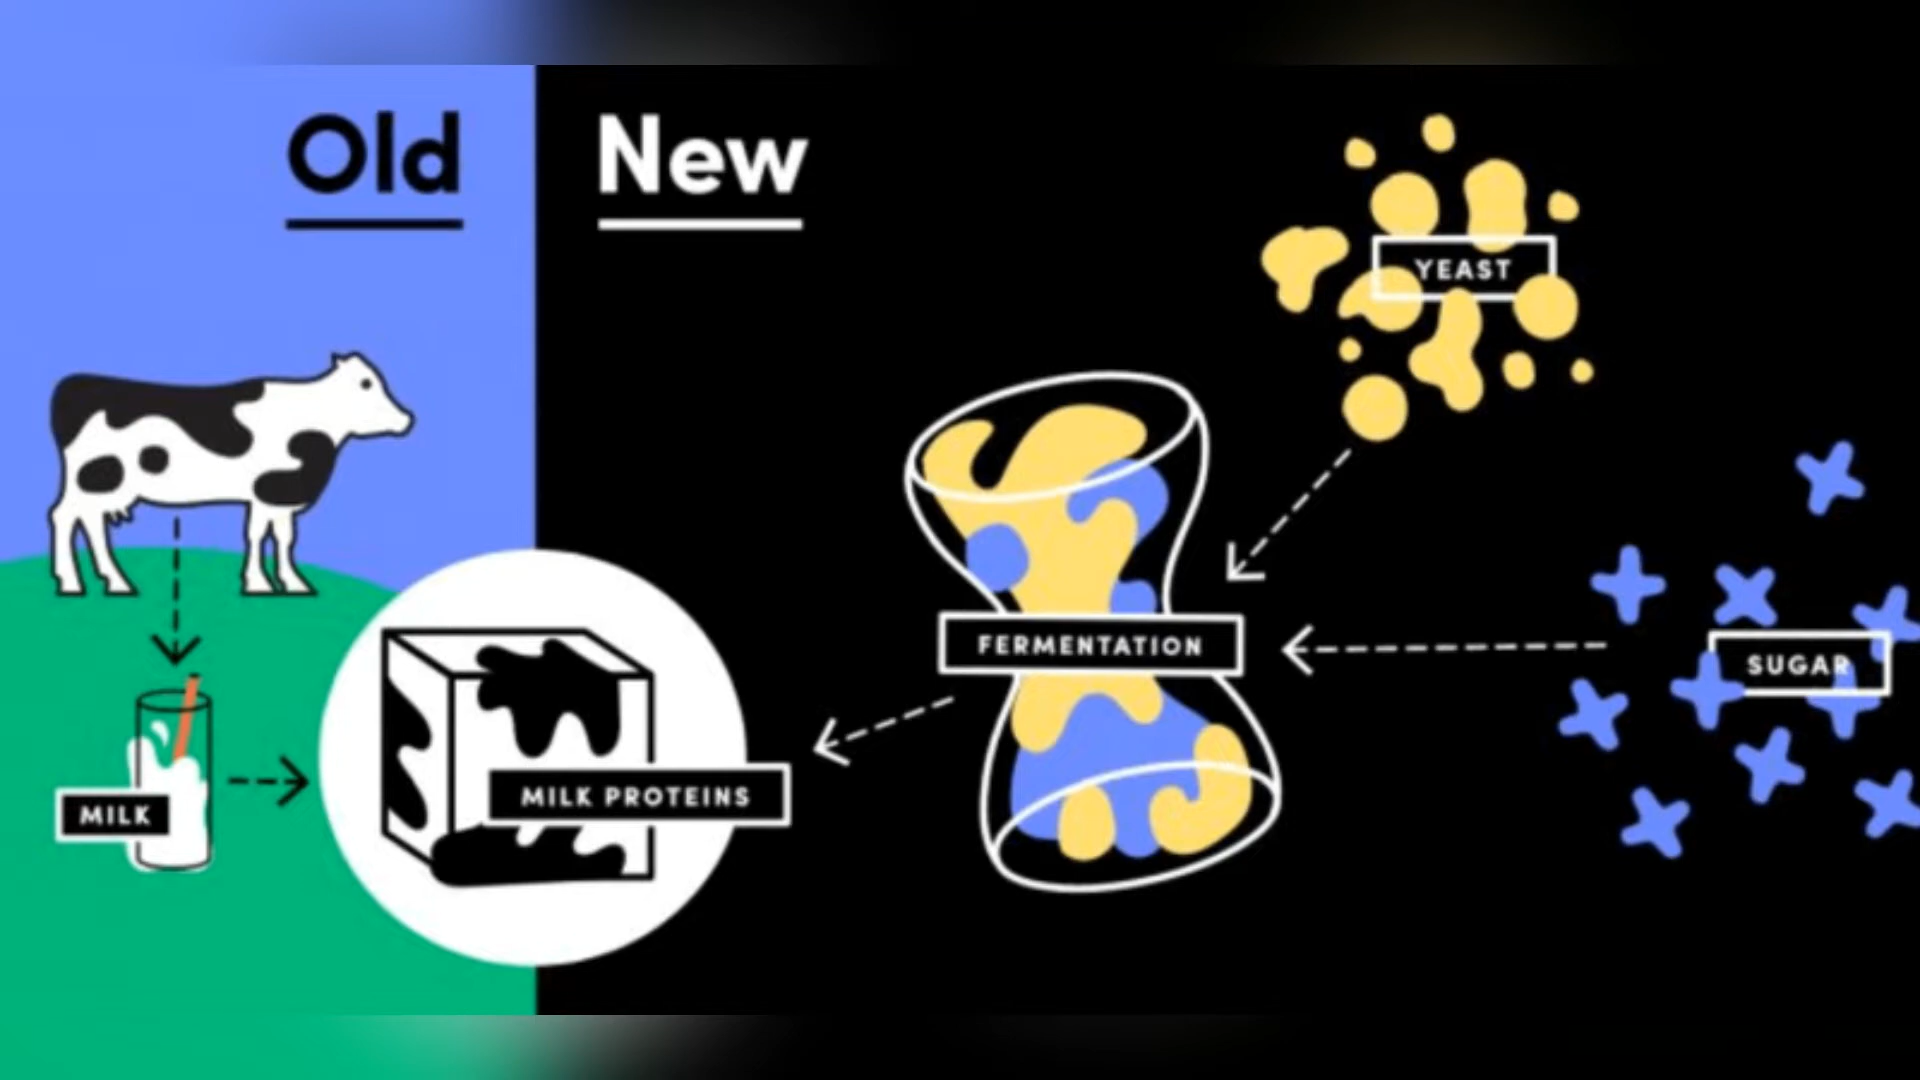 Old
New
YEAST
FERMENTATION
SUGAR
MILK PROTEINS
MILK